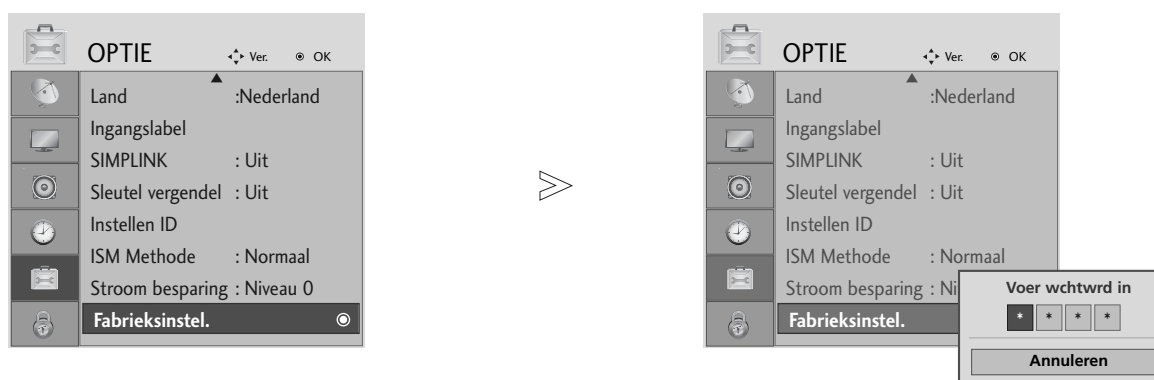 OPTIE Ver. OK
Land :Nederland
Ingangslabel
SIMPLINK : Uit
Sleutel vergendel : Uit
Instellen ID
ISM Methode : Normaal
Stroom besparing : Niveau 0
Fabrieksinstel.
OPTIE Ver. OK
Land :Nederland
Ingangslabel
SIMPLINK : Uit
Sleutel vergendel : Uit
Instellen ID
ISM Methode : Normaal
Stroom besparing : Ni
Fabrieksinstel.
Voer wchtwrd in
* * * *
Annuleren